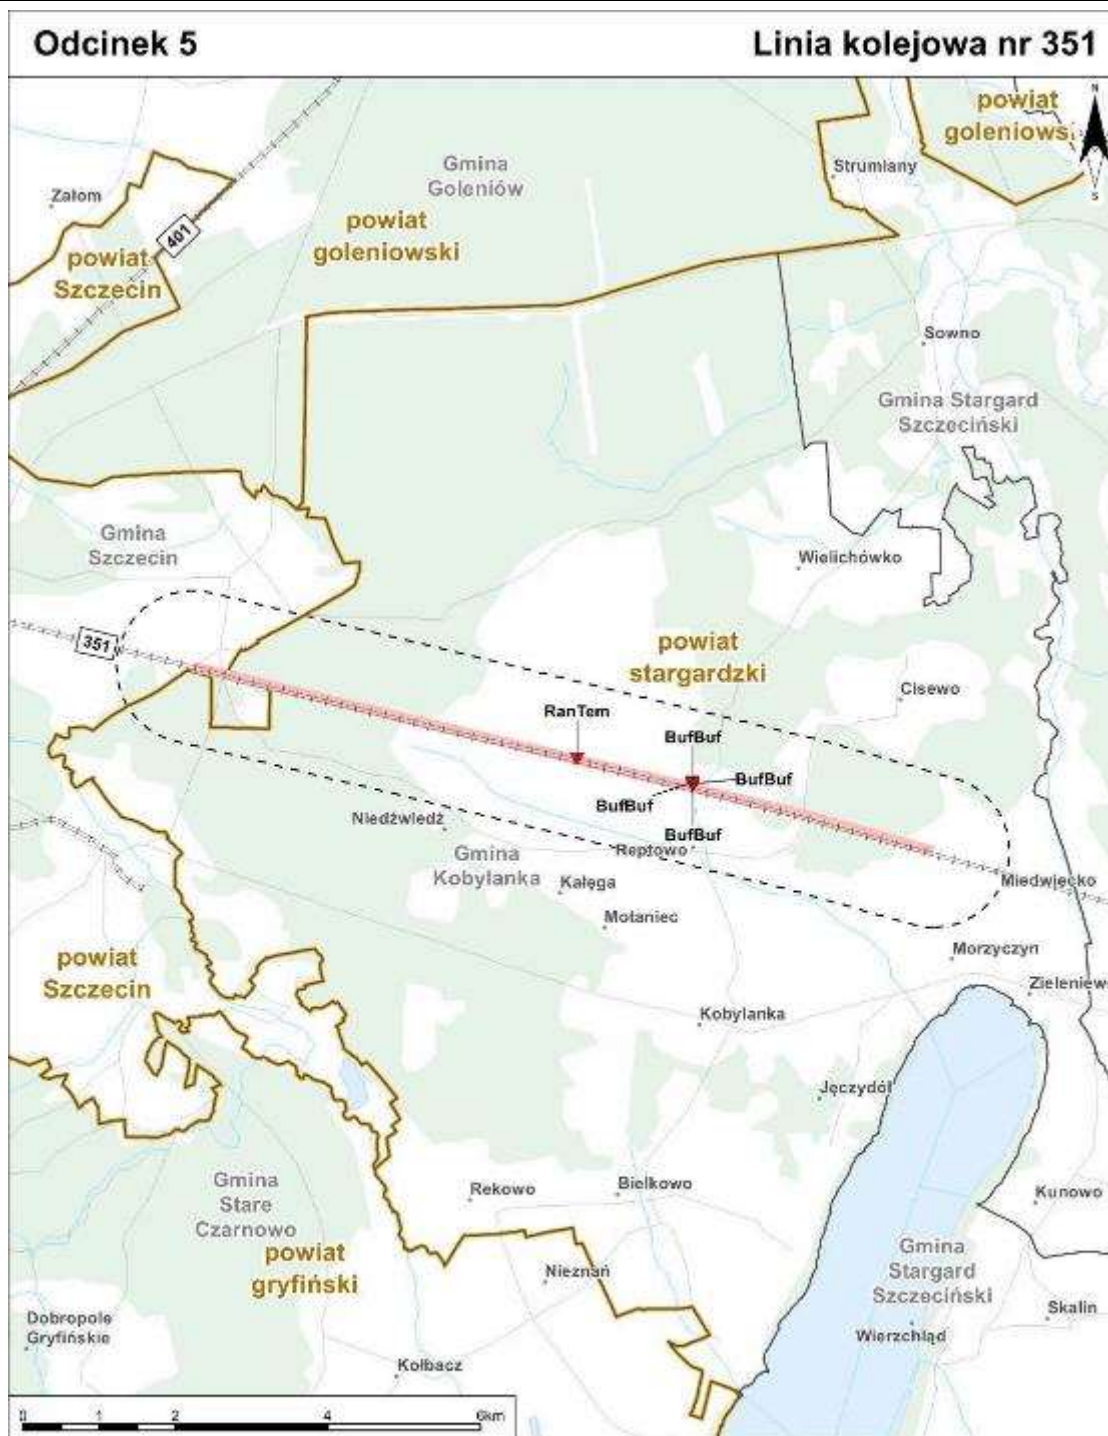 Odcinek 5
Linia kolejowa nr 351
powiat
goleniows
N
S
Gmina
Goleniów
Strumiany
Załom
powiat
goleniowski
401
powiat
Szczecin
Sowno
Gmina Stargard
Szczeciński
Gmina
Szczecin
Wielichówko
351
powiat
stargardzki
Cisewo
RanTem
BufBuf
BufBuf
BufBuf
Niedźwiedź
BufBuf
Reptowo
Gmina
Kobylanka
Kałęga
Miedwiecko
Motaniec
Morzyczyn
powiat
Szczecin
Zieleniew
Kobylanka
Jęczydół
Gmina
Stare
Czarnowo
Rekowo
Bielkowo
Kunowo
powiat
gryfiński
Gmina
Stargard
Szczeciński
Nieznań
Skalin
Dobropole
Gryfińskie
Wierzchląd
Kołbacz
0 1 2 4 6km